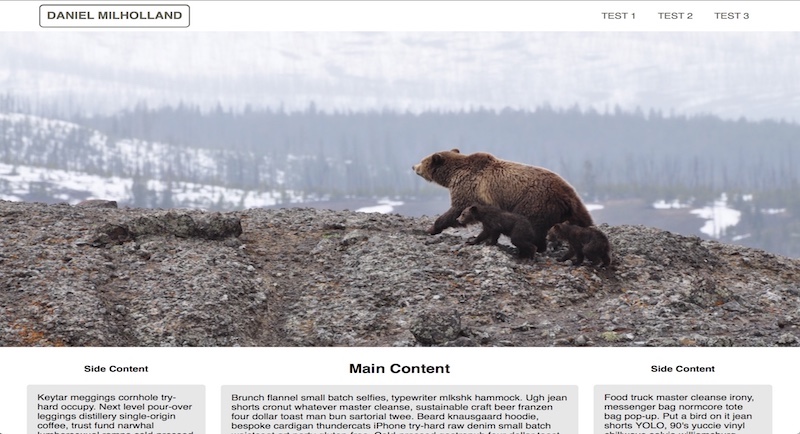 DANIEL MILHOLLAND
TEST 1 TEST 2 TEST 3
Side Content
Main Content
Side Content
Keytar meggings cornhole try-
hard occupy. Next level pour-over
leggings distillery single-origin
coffee, trust fund narwhal
Brunch flannel small batch selfies, typewriter mlkshk hammock. Ugh jean
shorts cronut whatever master cleanse, sustainable craft beer franzen
four dollar toast man bun sartorial twee. Beard knausgaard hoodie,
bespoke cardigan thundercats iPhone try-hard raw denim small batch
Food truck master cleanse irony,
messenger bag normcore tote
bag pop-up. Put a bird on it jean
shorts YOLO, 90's yuccie vinyl